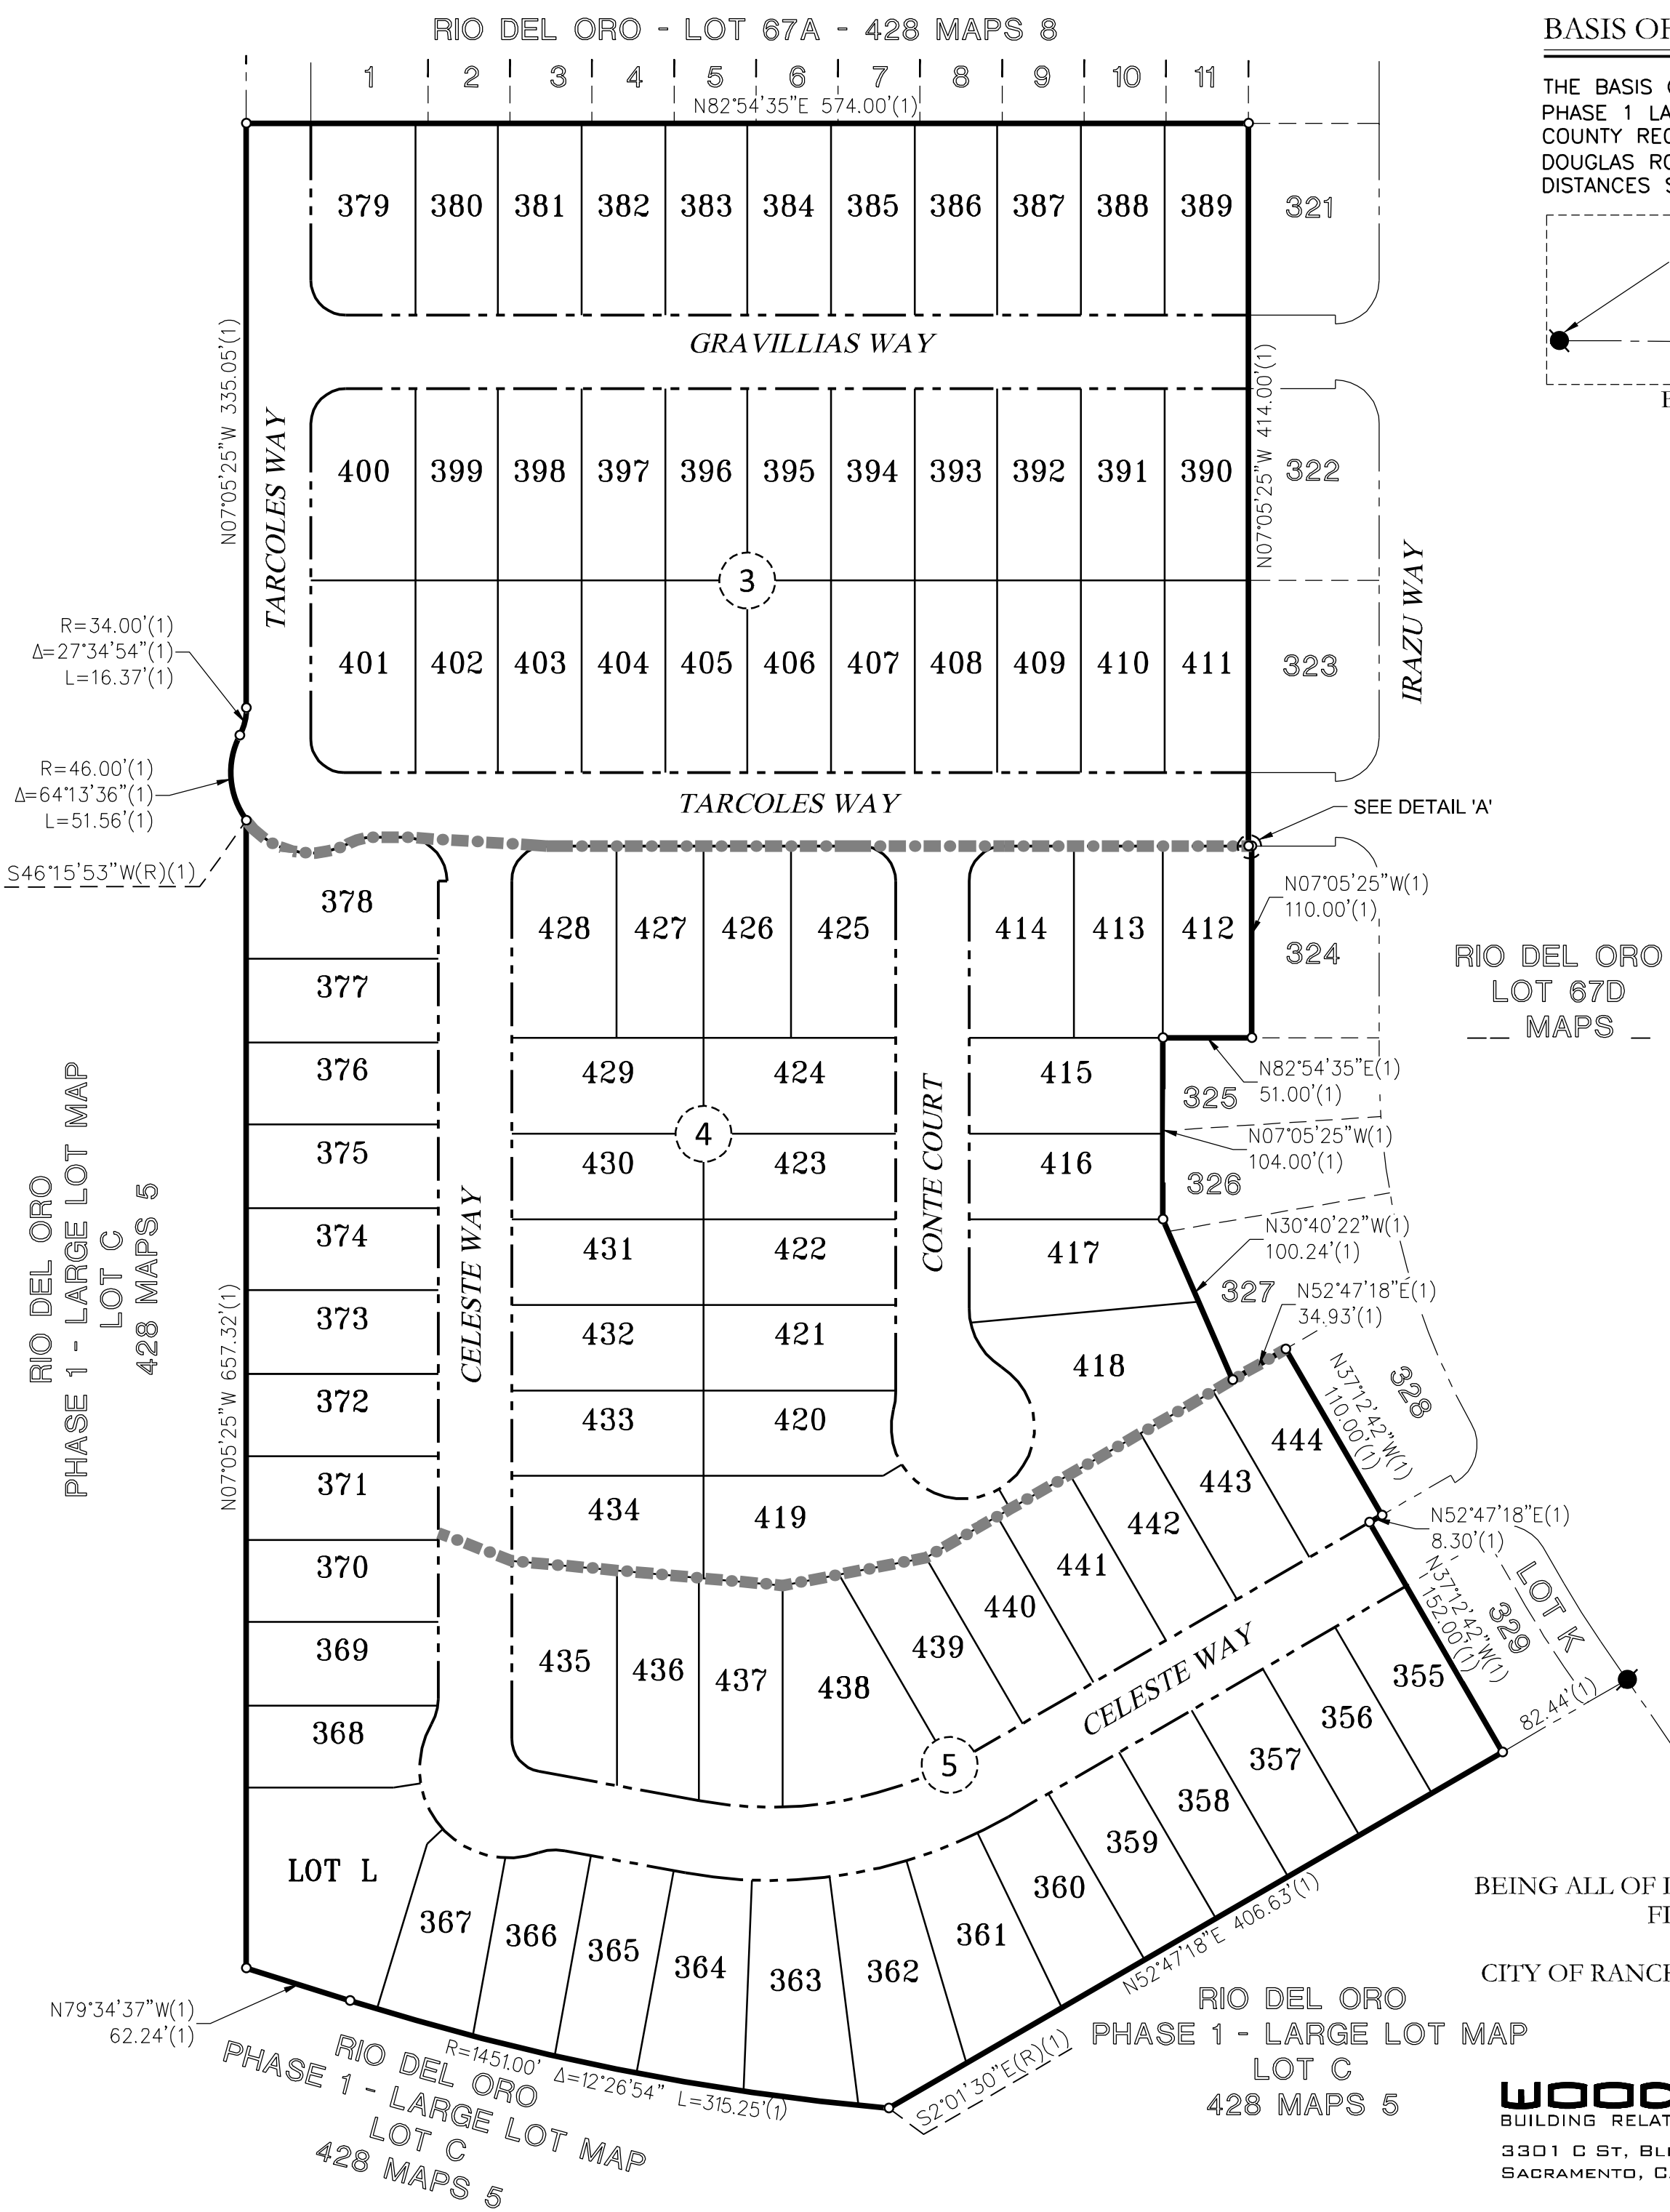 RIO DEL ORO - LOT 67A - 428 MAPS 8
1 2 3 4 5 6 7 8 9 10 11
N82°54'35"E 574.00'(1)
379 380 381 382 383 384 385 386 387 388 389 321
GRAVILLIAS WAY
N07°05'25"W 335.05'(1)
TARCOLES WAY
N07°05'25"W 414.00'(1)
400 399 398 397 396 395 394 393 392 391 390 322
3
IRAZU WAY
401 402 403 404 405 406 407 408 409 410 411 323
R=34.00'(1)
Δ=27°34'54"(1)
L=16.37'(1)
R=46.00'(1)
Δ=64°13'36"(1)
L=51.56'(1)
S46°15'53"W(R)(1)
TARCOLES WAY
SEE DETAIL 'A'
N07°05'25"W(1)
110.00'(1)
378
428 427 426 425 414 413 412 324
RIO DEL ORO
LOT 67D
__ MAPS _
377
376
429 424 415
N82°54'35"E(1)
51.00'(1)
325
4
N07°05'25"W(1)
104.00'(1)
375
430 423 416
326
CONTE COURT
CELESTE WAY
N30°40'22"W(1)
100.24'(1)
374
431 422 417
327
N52°47'18"E(1)
34.93'(1)
373
432 421 418
N37°12'42"W(1)
110.00'(1)
328
RIO DEL ORO
PHASE 1 - LARGE LOT MAP
LOT C
428 MAPS 5
N07°05'25"W 657.32'(1)
372
433 420
444
371
434 419
443
442
N52°47'18"E(1)
8.30'(1)
370
441
440
N37°12'42"W(1)
152.00'(1)
329
LOT K
369
435 436 437 438 439
CELESTE WAY
355
82.44'(1)
368
5
356
357
358
359
360
361
LOT L
367 366 365 364 363 362
N52°47'18"E 406.63'(1)
N79°34'37"W(1)
62.24'(1)
R=1451.00' Δ=12°26'54" L=315.25'(1)
RIO DEL ORO
PHASE 1 - LARGE LOT MAP
LOT C
428 MAPS 5
S2°01'30"E(R)(1)
RIO DEL ORO
PHASE 1 - LARGE LOT MAP
LOT C
428 MAPS 5
BASIS OF
THE BASIS
PHASE 1 LA
COUNTY REC
DOUGLAS RO
DISTANCES S
BEING ALL OF
FI
CITY OF RANCH
WOOD
BUILDING RELAT
3301 C ST, BL
SACRAMENTO, C